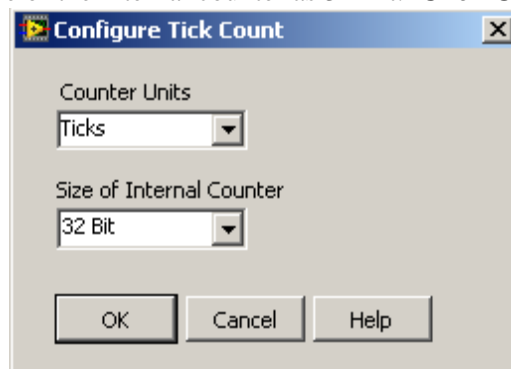 Configure Tick Count
Counter Units
Ticks
Size of Internal Counter
32 Bit
OK Cancel Help